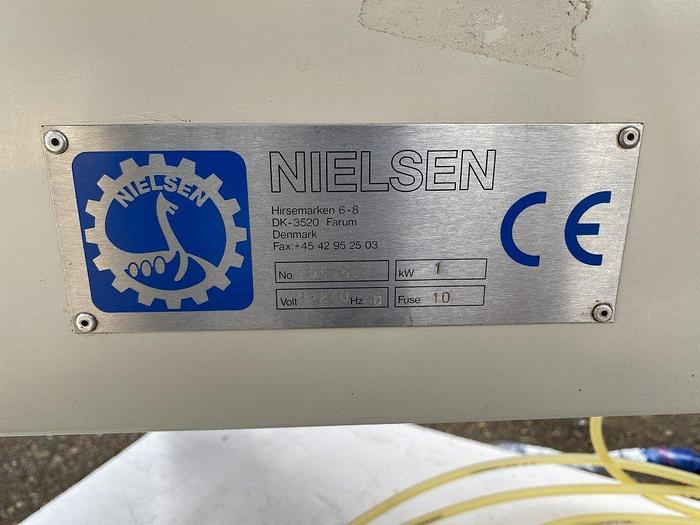 NIELSEN
NIELSEN
Hirsemarken 6-8
DK-3520 Farum
Denmark
Fax:+45 42 95 25 03
No.
kW 1
Volt Hz
Fuse 10
CE